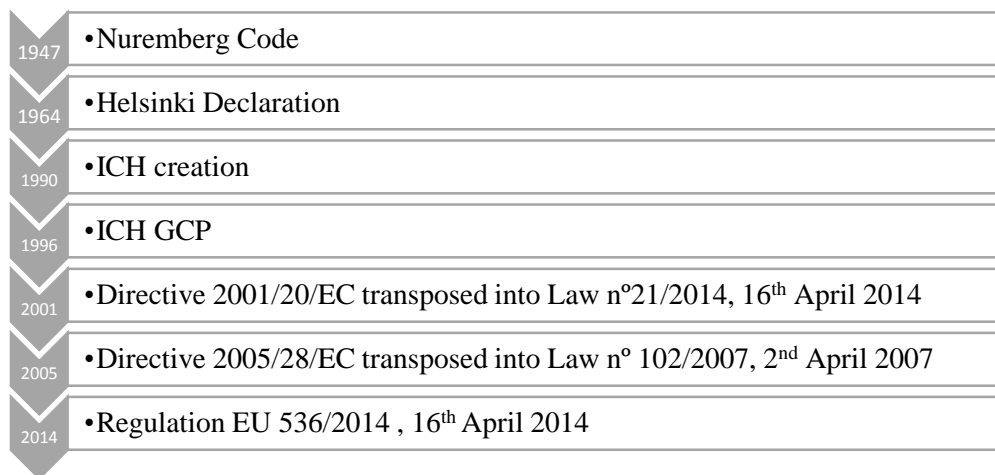 1947
•Nuremberg Code
1964
•Helsinki Declaration
1990
•ICH creation
1996
•ICH GCP
2001
•Directive 2001/20/EC transposed into Law nº21/2014, 16th April 2014
2005
•Directive 2005/28/EC transposed into Law nº 102/2007, 2nd April 2007
2014
•Regulation EU 536/2014 , 16th April 2014